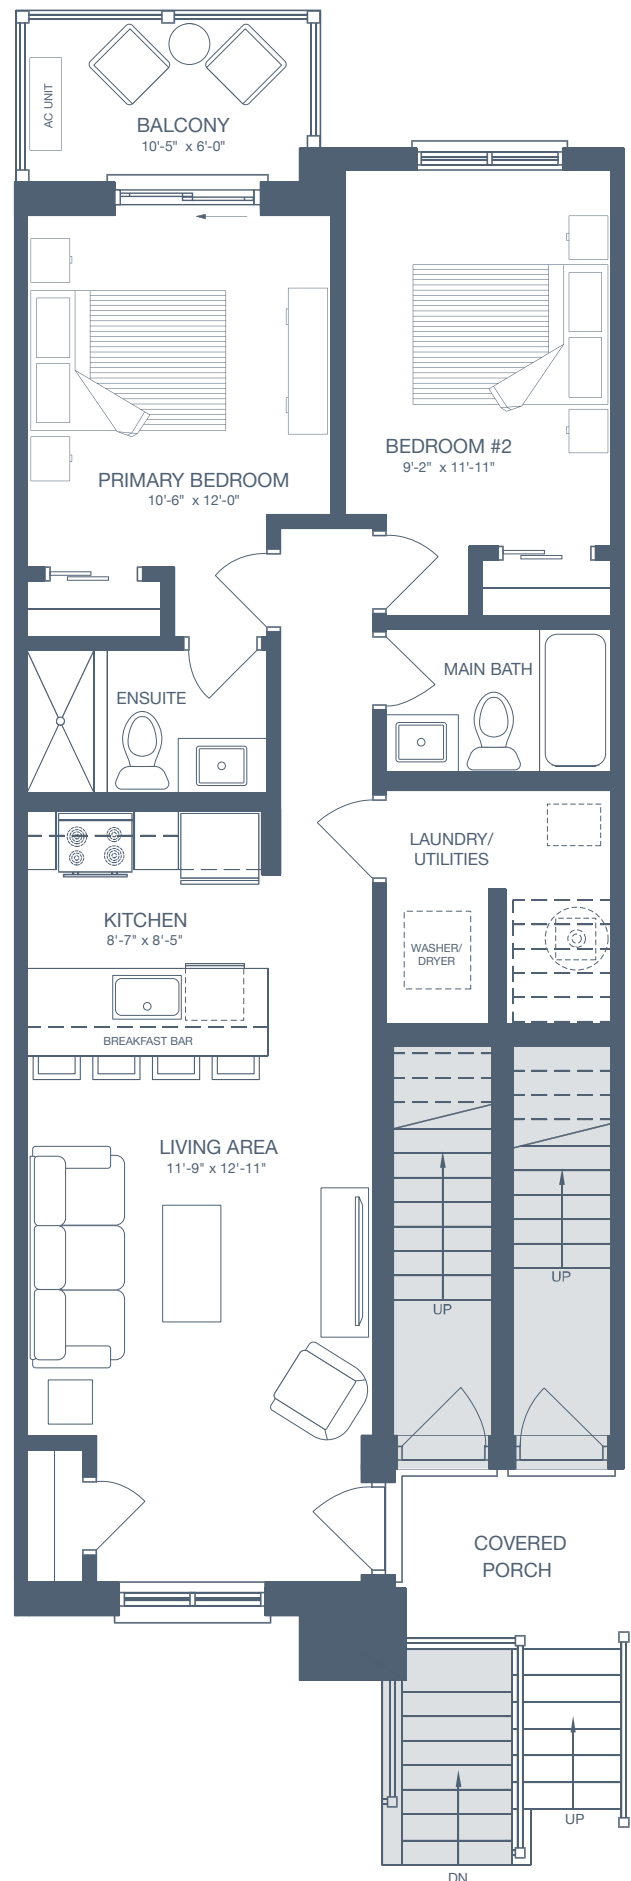 AC UNIT
BALCONY
10'-5" x 6'-0"
BEDROOM #2
9'-2" x 11'-11"
PRIMARY BEDROOM
10'-6" x 12'-0"
MAIN BATH
ENSUITE
LAUNDRY/
UTILITIES
KITCHEN
8'-7" x 8'-5"
WASHER/
DRYER
BREAKFAST BAR
LIVING AREA
11'-9" x 12'-11"
UP
UP
COVERED
PORCH
UP
DN